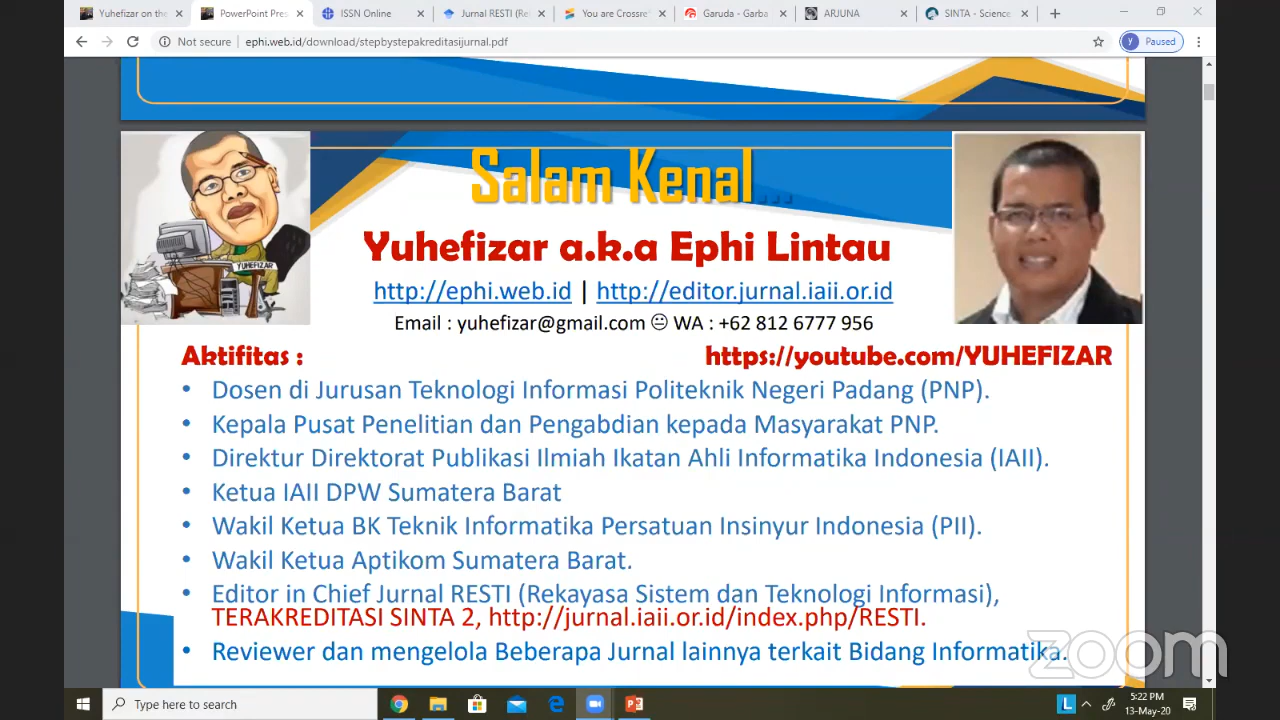 Yuhefizar on the
PowerPoint Pres
ISSN Online
Jurnal RESTI (Re
You are Crossre
Garuda - Garba
ARJUNA
SINTA - Science
Not secure
ephi.web.id/download/stepbystepakreditasijurnal.pdf
y Paused
Salam Kenal...
YUHEFIZAR
Yuhefizar a.k.a Ephi Lintau
http://ephi.web.id | http://editor.jurnal.iaii.or.id
Email : yuhefizar@gmail.com 😐 WA : +62 812 6777 956
Aktifitas :
https://youtube.com/YUHEFIZAR
• Dosen di Jurusan Teknologi Informasi Politeknik Negeri Padang (PNP).
• Kepala Pusat Penelitian dan Pengabdian kepada Masyarakat PNP.
• Direktur Direktorat Publikasi Ilmiah Ikatan Ahli Informatika Indonesia (IAII).
• Ketua IAII DPW Sumatera Barat
• Wakil Ketua BK Teknik Informatika Persatuan Insinyur Indonesia (PII).
• Wakil Ketua Aptikom Sumatera Barat.
• Editor in Chief Jurnal RESTI (Rekayasa Sistem dan Teknologi Informasi),
TERAKREDITASI SINTA 2, http://jurnal.iaii.or.id/index.php/RESTI.
• Reviewer dan mengelola Beberapa Jurnal lainnya terkait Bidang Informatika.
zoom
Type here to search
L
5:22 PM
13-May-20